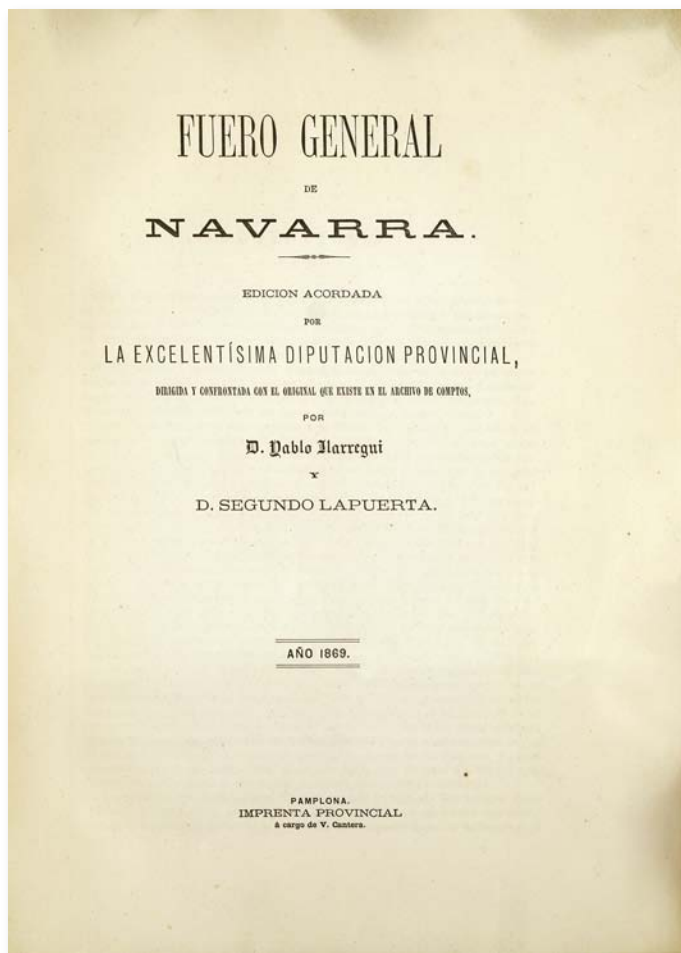 FUERO GENERAL
DE
NAVARRA.
EDICION ACORDADA
POR
LA EXCELENTÍSIMA DIPUTACION PROVINCIAL,
DIRIGIDA Y CONFRONTADA CON EL ORIGINAL QUE EXISTE EN EL ARCHIVO DE COMPTOS,
POR
D. Pablo Ilarregui
Y
D. SEGUNDO LAPUERTA.
AÑO 1869.
PAMPLONA.
IMPRENTA PROVINCIAL
á cargo de V. Cantera.